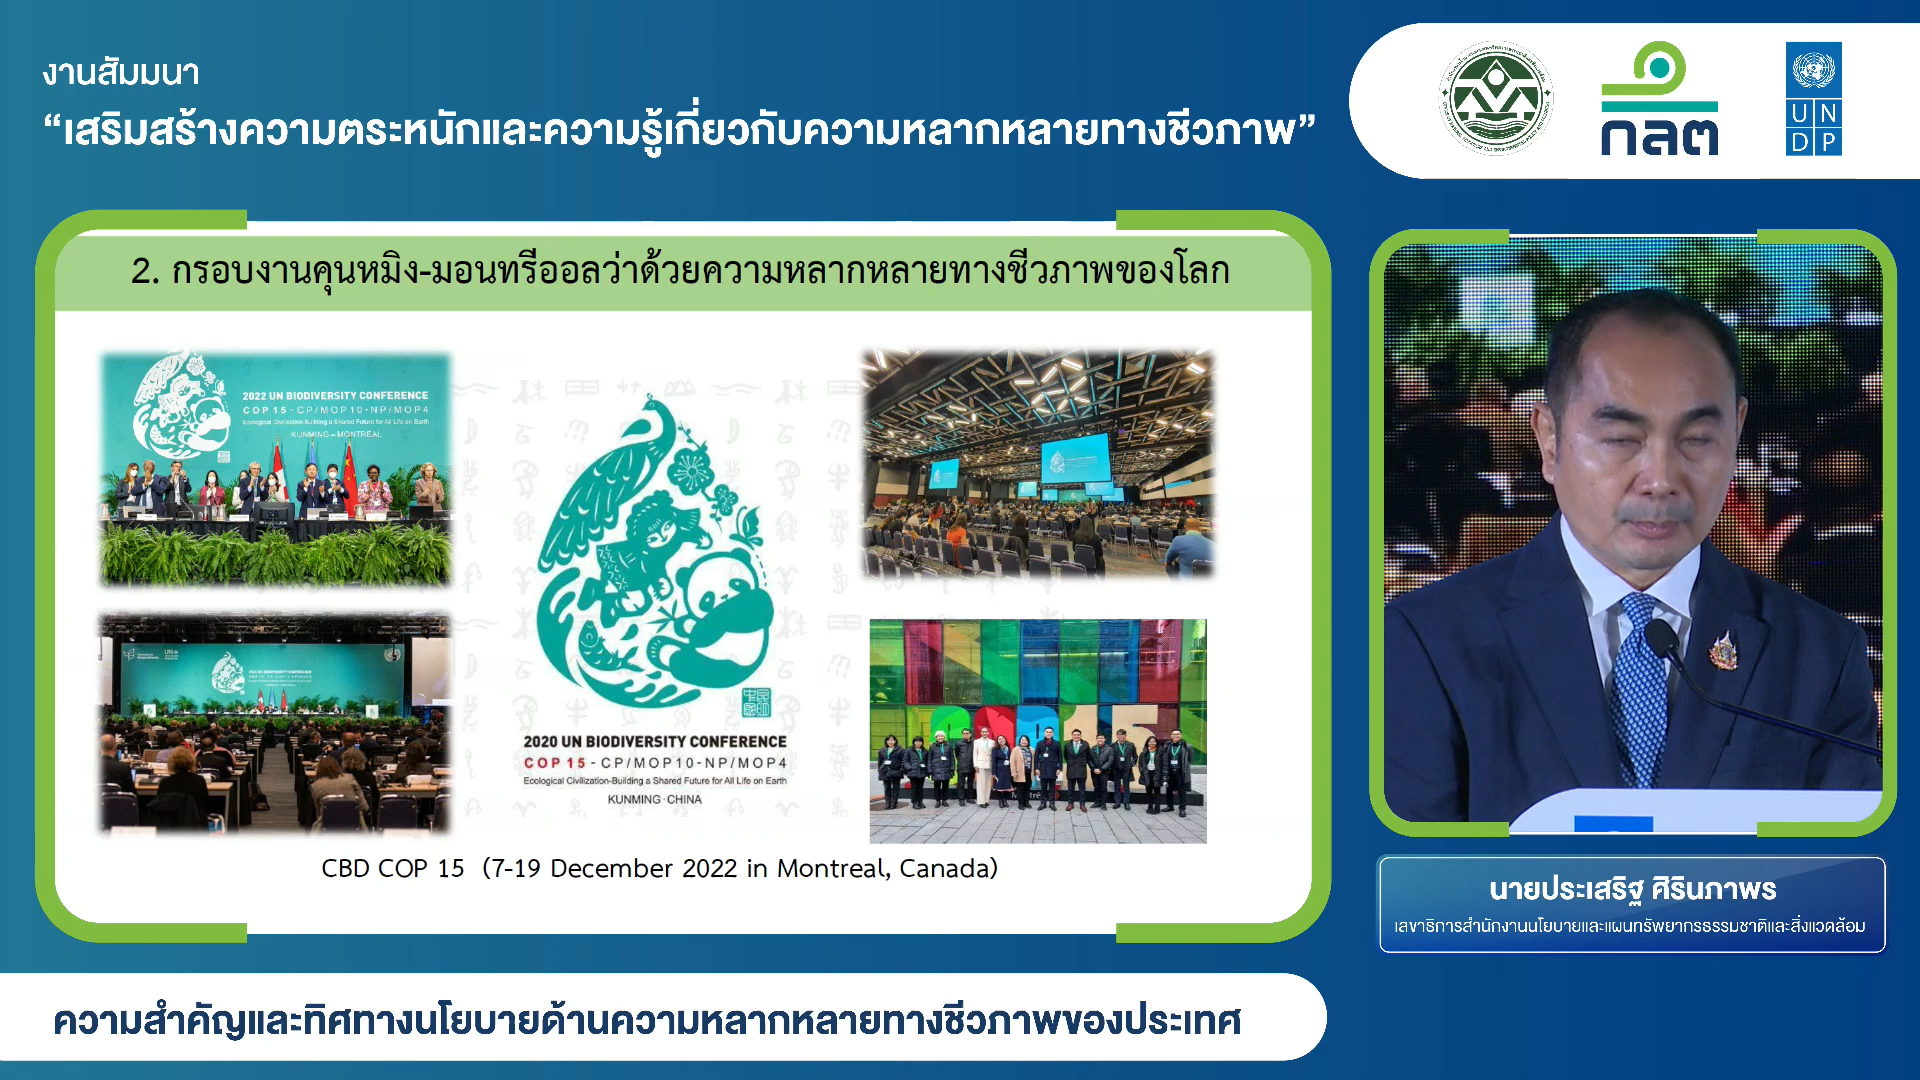 งานสัมมนา
“เสริมสร้างความตระหนักและความรู้เกี่ยวกับความหลากหลายทางชีวภาพ”
กลต
UN
DP
2. กรอบงานคุนหมิง-มอนทรีออลว่าด้วยความหลากหลายทางชีวภาพของโลก
2022 UN BIODIVERSITY CONFERENCE
COP 15 - CP/MOP10-NP/MOP4
Ecological Civilization-Building a Shared Future for All Life on Earth
KUNMING – MONTRÉAL
2020 UN BIODIVERSITY CONFERENCE
COP 15 - CP/MOP10-NP/MOP4
Ecological Civilization-Building a Shared Future for All Life on Earth
KUNMING · CHINA
COP15
CBD COP 15 (7-19 December 2022 in Montreal, Canada)
นายประเสริฐ ศิรินภาพร
เลขาธิการสำนักงานนโยบายและแผนทรัพยากรธรรมชาติและสิ่งแวดล้อม
ความสำคัญและทิศทางนโยบายด้านความหลากหลายทางชีวภาพของประเทศ